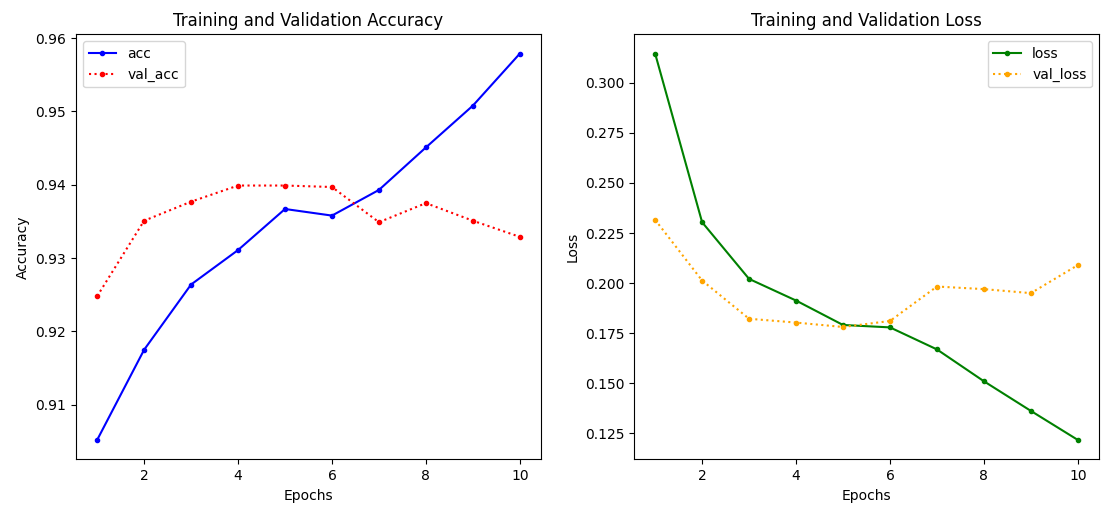 Training and Validation Accuracy
acc
val_acc
0.96
0.95
0.94
0.93
0.92
0.91
Accuracy
2
4
6
8
10
Epochs
Training and Validation Loss
loss
val_loss
0.300
0.275
0.250
0.225
0.200
0.175
0.150
0.125
Loss
2
4
6
8
10
Epochs